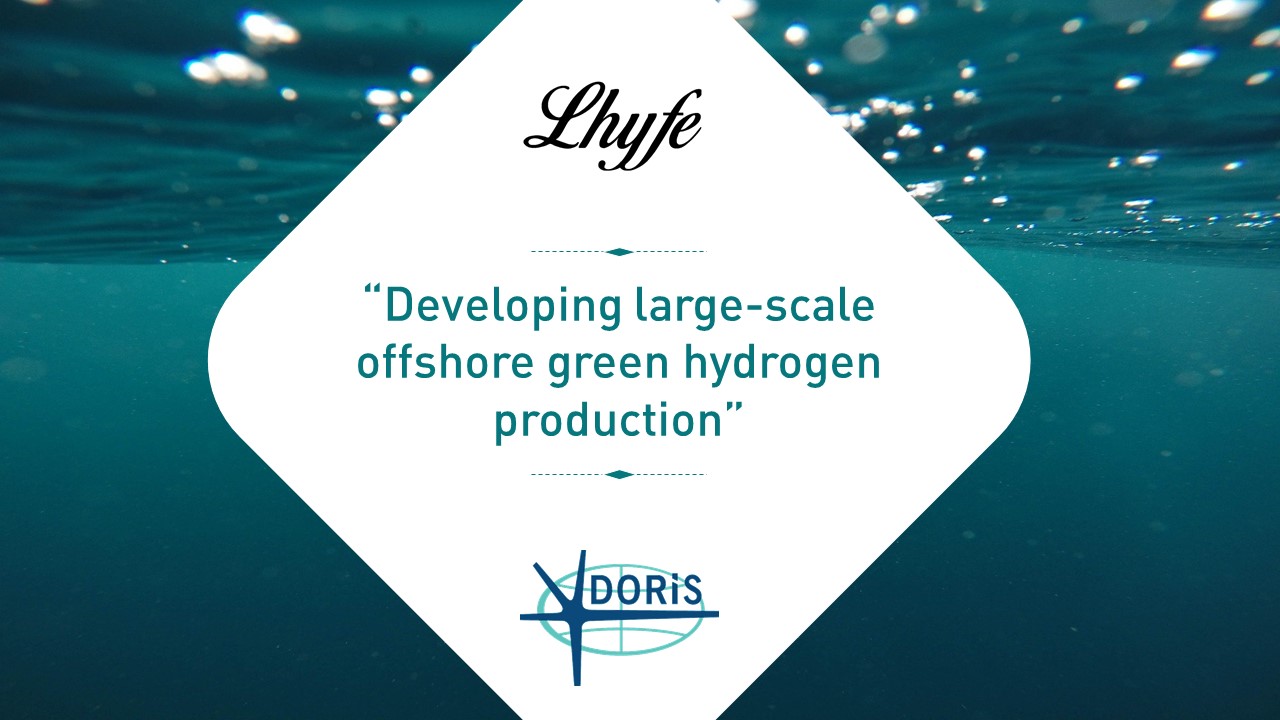 Lhyfe
“Developing large-scale
offshore green hydrogen
production”
DORiS